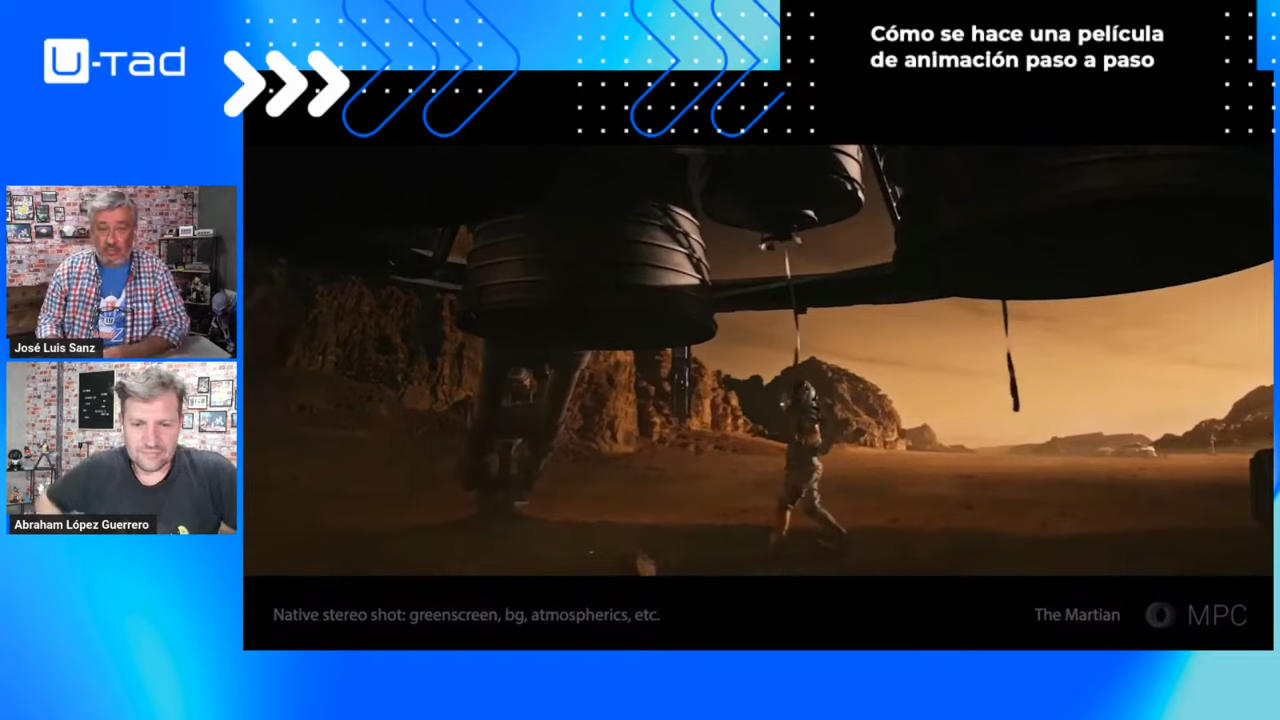 U-Tad
Cómo se hace una película
de animación paso a paso
José Luis Sanz
Abraham López Guerrero
Native stereo shot: greenscreen, bg, atmospherics, etc.
The Martian
MPC